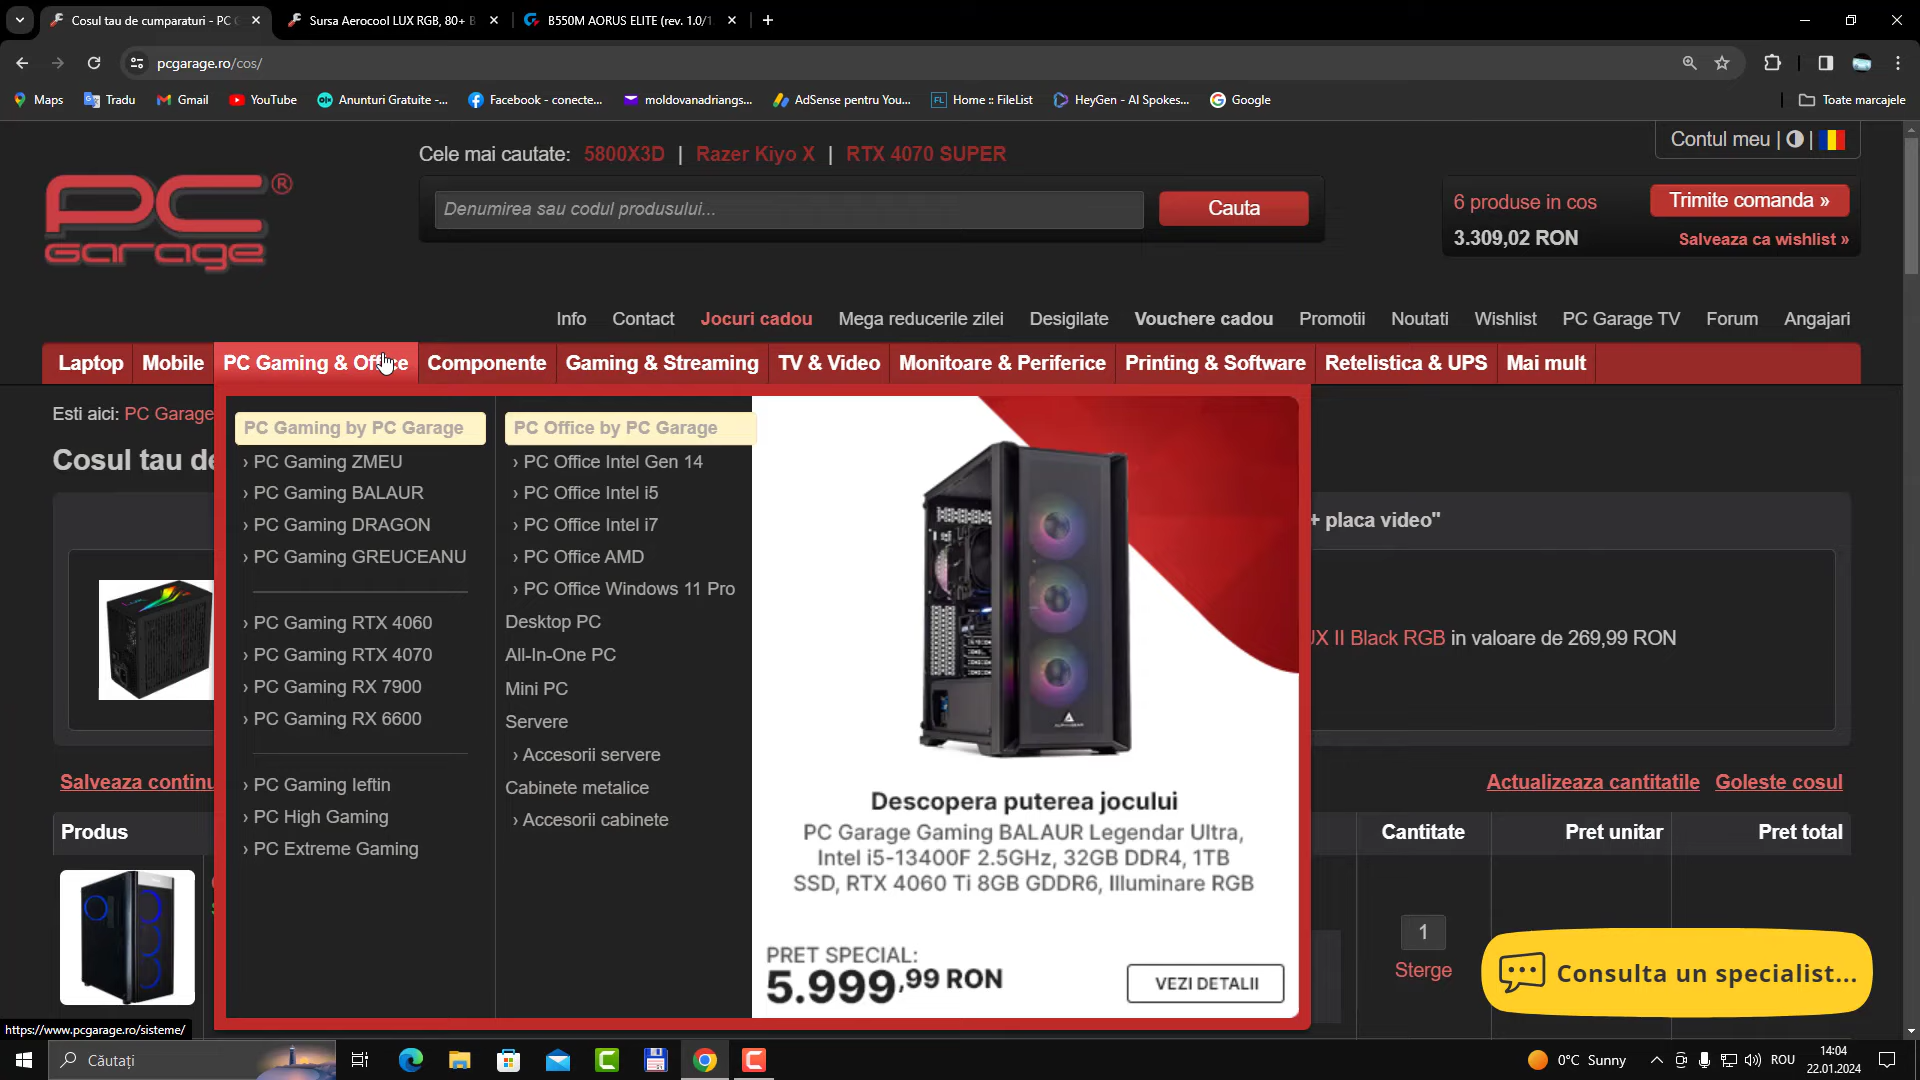 Cosul tau de cumparaturi - PC G
Sursa Aerocool LUX RGB, 80+ B
B550M AORUS ELITE (rev. 1.0/1
pcgarage.ro/cos/
Maps
Tradu
Gmail
YouTube
Anunturi Gratuite -...
Facebook - conecte...
moldovanadriangs...
AdSense pentru You...
FL
Home :: FileList
HeyGen - AI Spokes...
Google
Toate marcajele
Cele mai cautate: 5800X3D | Razer Kiyo X | RTX 4070 SUPER
Contul meu |
PC Garage®
Denumirea sau codul produsului...
Cauta
6 produse in cos
Trimite comanda »
3.309,02 RON
Salveaza ca wishlist »
Info
Contact
Jocuri cadou
Mega reducerile zilei
Desigilate
Vouchere cadou
Promotii
Noutati
Wishlist
PC Garage TV
Forum
Angajari
Laptop
Mobile
PC Gaming & Office
Componente
Gaming & Streaming
TV & Video
Monitoare & Periferice
Printing & Software
Retelistica & UPS
Mai mult
Esti aici: PC Garage
Cosul tau de
PC Gaming by PC Garage
› PC Gaming ZMEU
› PC Gaming BALAUR
› PC Gaming DRAGON
› PC Gaming GREUCEANU
› PC Gaming RTX 4060
› PC Gaming RTX 4070
› PC Gaming RX 7900
› PC Gaming RX 6600
› PC Gaming Ieftin
› PC High Gaming
› PC Extreme Gaming
PC Office by PC Garage
› PC Office Intel Gen 14
› PC Office Intel i5
› PC Office Intel i7
› PC Office AMD
› PC Office Windows 11 Pro
Desktop PC
All-In-One PC
Mini PC
Servere
› Accesorii servere
Cabinete metalice
› Accesorii cabinete
Descopera puterea jocului
PC Garage Gaming BALAUR Legendar Ultra,
Intel i5-13400F 2.5GHz, 32GB DDR4, 1TB
SSD, RTX 4060 Ti 8GB GDDR6, Illuminare RGB
PRET SPECIAL:
5.999,99 RON
VEZI DETALII
+ placa video"
UX II Black RGB in valoare de 269,99 RON
Salveaza continu
Actualizeaza cantitatile
Goleste cosul
Produs
Cantitate
Pret unitar
Pret total
1
Sterge
Consulta un specialist...
https://www.pcgarage.ro/sisteme/
Căutați
0°C Sunny
ROU
14:04
22.01.2024